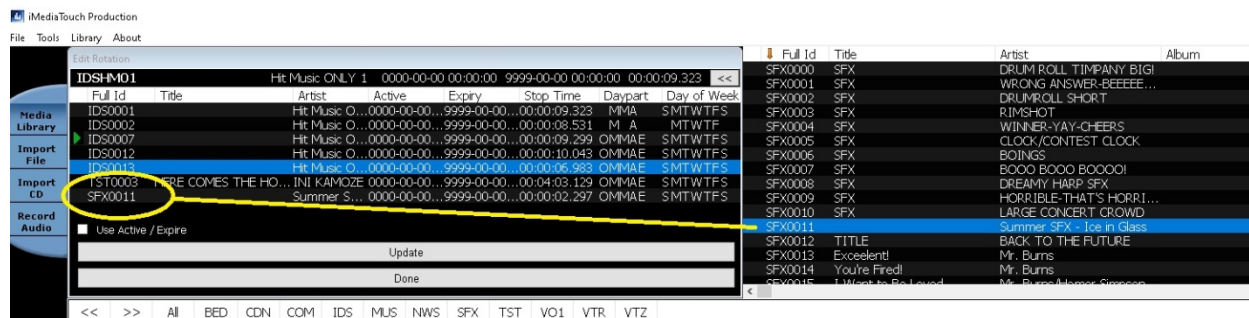 iMediaTouch Production
File Tools Library About
Edit Rotation
IDSHM01 Hit Music ONLY 1 0000-00-00 00:00:00 9999-00-00 00:00:00 00:00:09.323 <<
Full Id Title Artist Active Expiry Stop Time Daypart Day of Week
IDS0001 Hit Music O... 0000-00-00... 9999-00-00... 00:00:09.323 MMA SMTWTFS
IDS0002 Hit Music O... 0000-00-00... 9999-00-00... 00:00:08.531 M A MTWTF
IDS0007 Hit Music O... 0000-00-00... 9999-00-00... 00:00:09.299 OMMAE SMTWTFS
IDS0012 Hit Music O... 0000-00-00... 9999-00-00... 00:00:10.043 OMMAE SMTWTFS
IDS0013 Hit Music O... 0000-00-00... 9999-00-00... 00:00:06.983 OMMAE SMTWTFS
TST0003 HERE COMES THE HO... INI KAMOZE 0000-00-00... 9999-00-00... 00:04:03.129 OMMAE SMTWTFS
SFX0011 Summer S... 0000-00-00... 9999-00-00... 00:00:02.297 OMMAE SMTWTFS
Use Active / Expire
Update
Done
Media Library
Import File
Import CD
Record Audio
<< >> All BED CDN COM IDS MUS NWS SFX TST VO1 VTR VTZ
Full Id Title Artist Album
SFX0000 SFX DRUM ROLL TIMPANY BIG!
SFX0001 SFX WRONG ANSWER-BEEEEE...
SFX0002 SFX DRUMROLL SHORT
SFX0003 SFX RIMSHOT
SFX0004 SFX WINNER-YAY-CHEERS
SFX0005 SFX CLOCK/CONTEST CLOCK
SFX0006 SFX BOINGS
SFX0007 SFX BOOO BOOO BOOOO!
SFX0008 SFX DREAMY HARP SFX
SFX0009 SFX HORRIBLE-THAT'S HORRI...
SFX0010 SFX LARGE CONCERT CROWD
SFX0011 Summer SFX - Ice in Glass
SFX0012 TITLE BACK TO THE FUTURE
SFX0013 Exceelent! Mr. Burns
SFX0014 You're Fired! Mr. Burns
SFX0015 I Want to Be Loved Mr. Burns/Homer Simpson